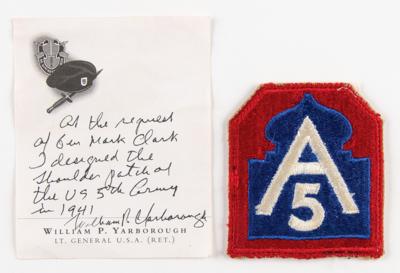 At the request
of Gen Mark Clark
I designed the
shoulder patch of
the US 5th Army
in 1941
William P. Yarborough
WILLIAM P. YARBOROUGH
LT. GENERAL U.S.A. (RET.)
A
5